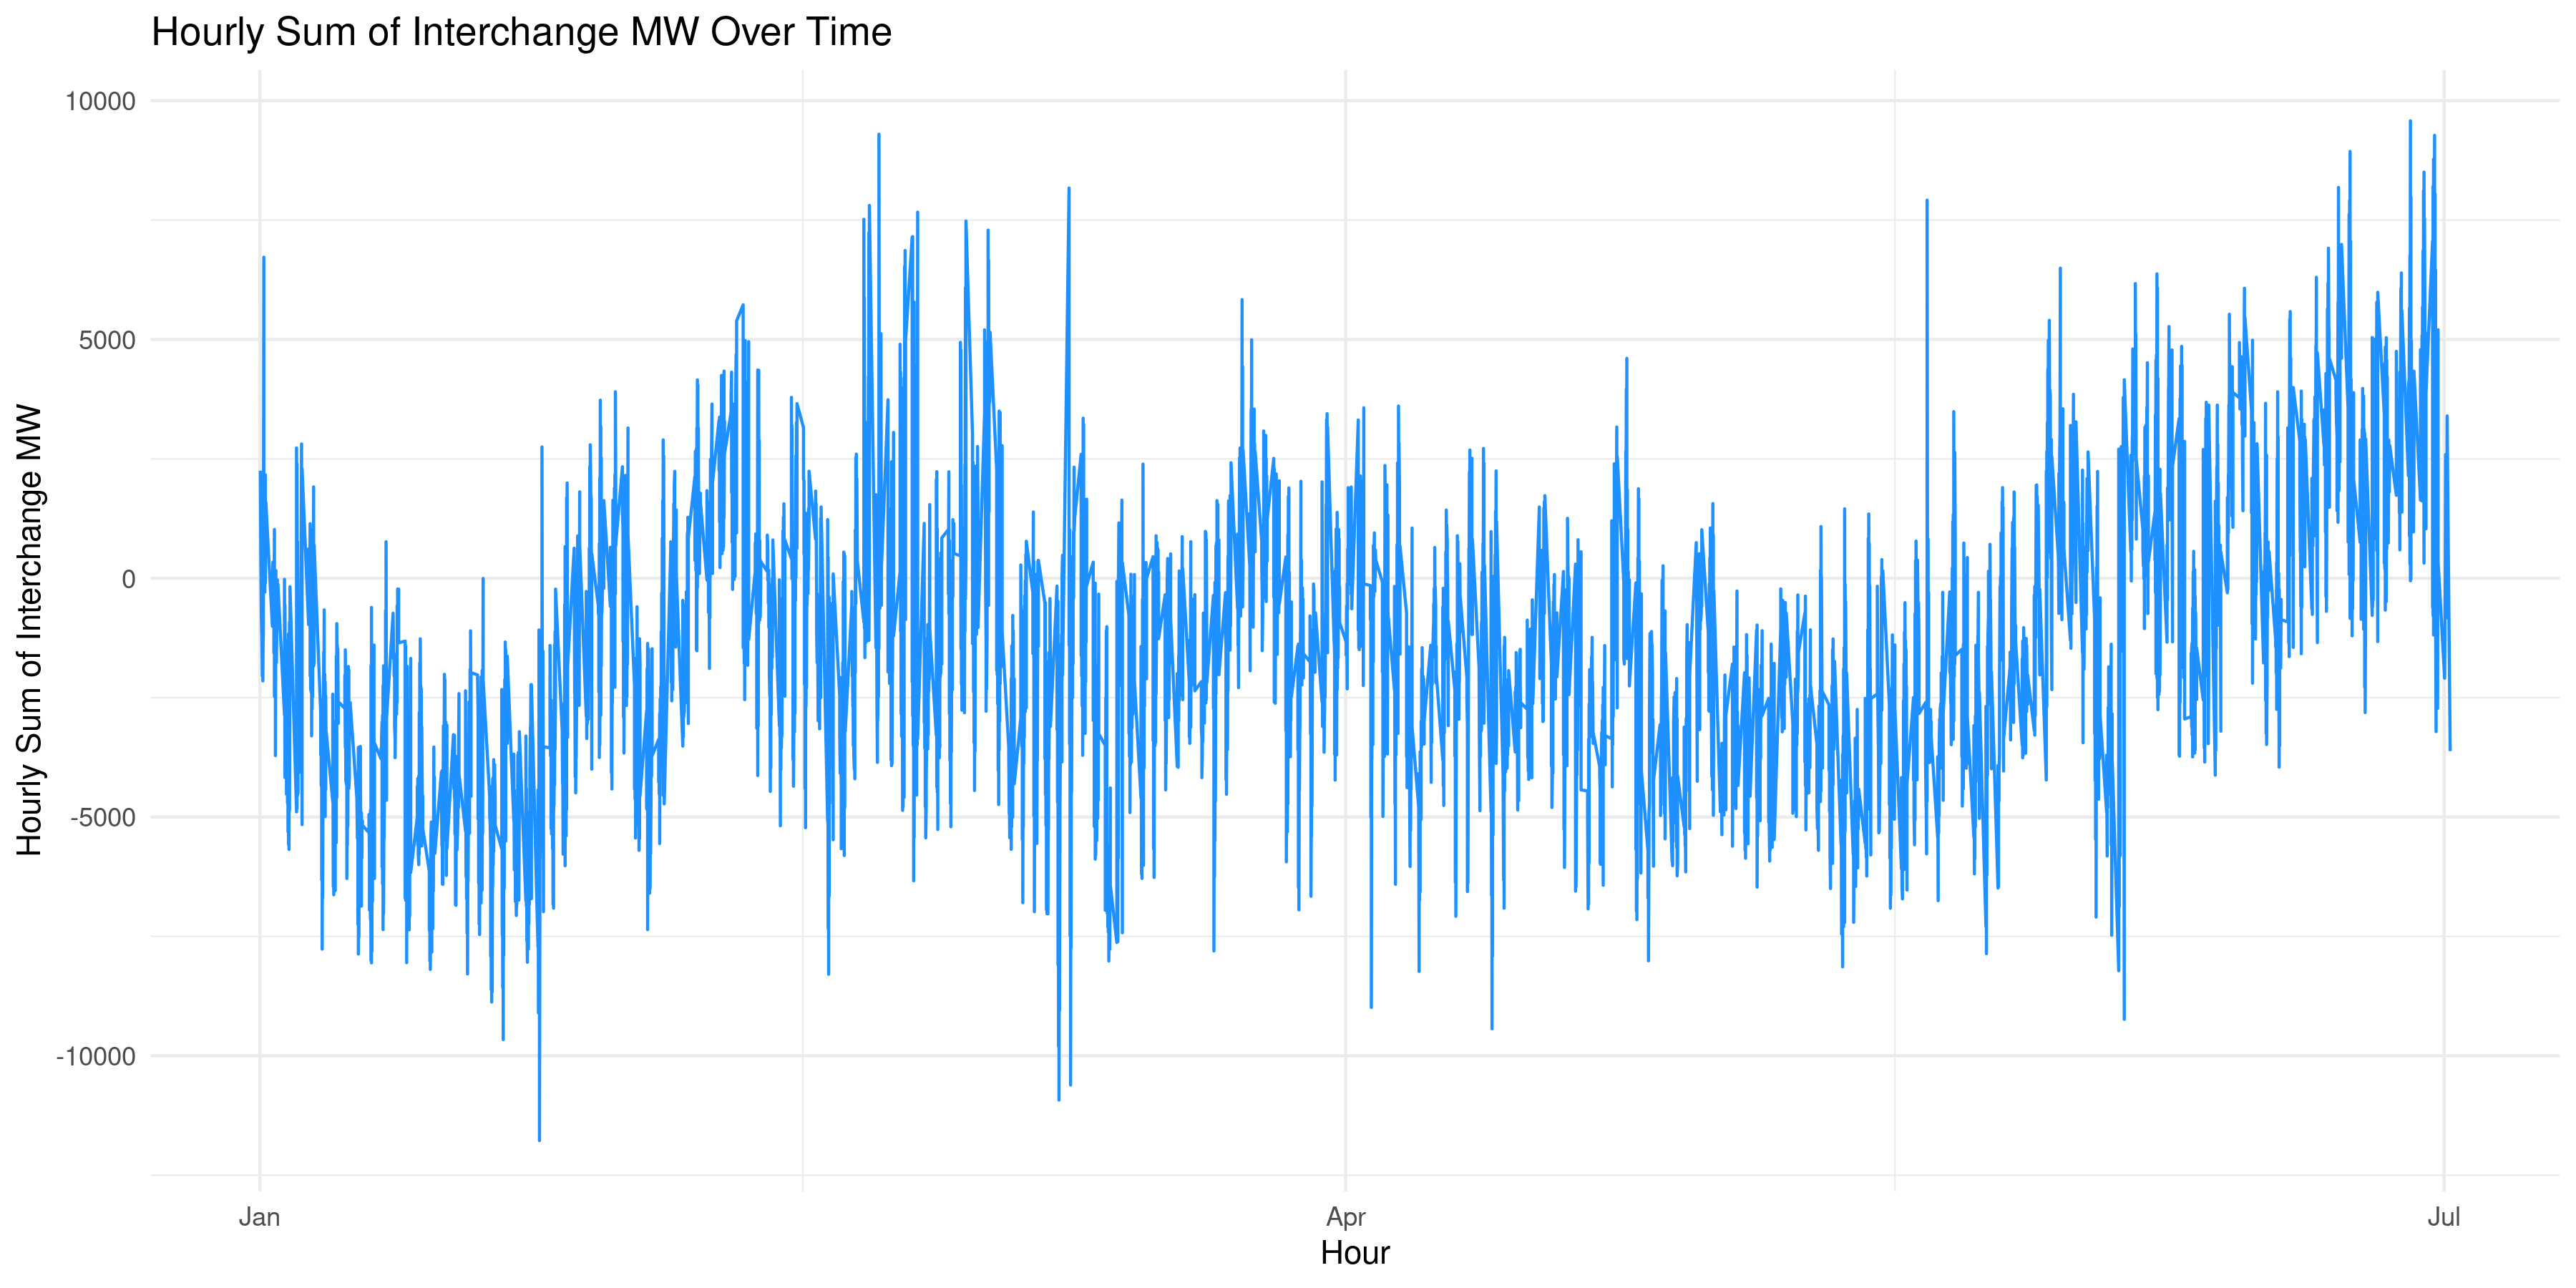 Hourly Sum of Interchange MW Over Time
Hourly Sum of Interchange MW
10000
5000
0
-5000
-10000
Jan
Apr
Jul
Hour